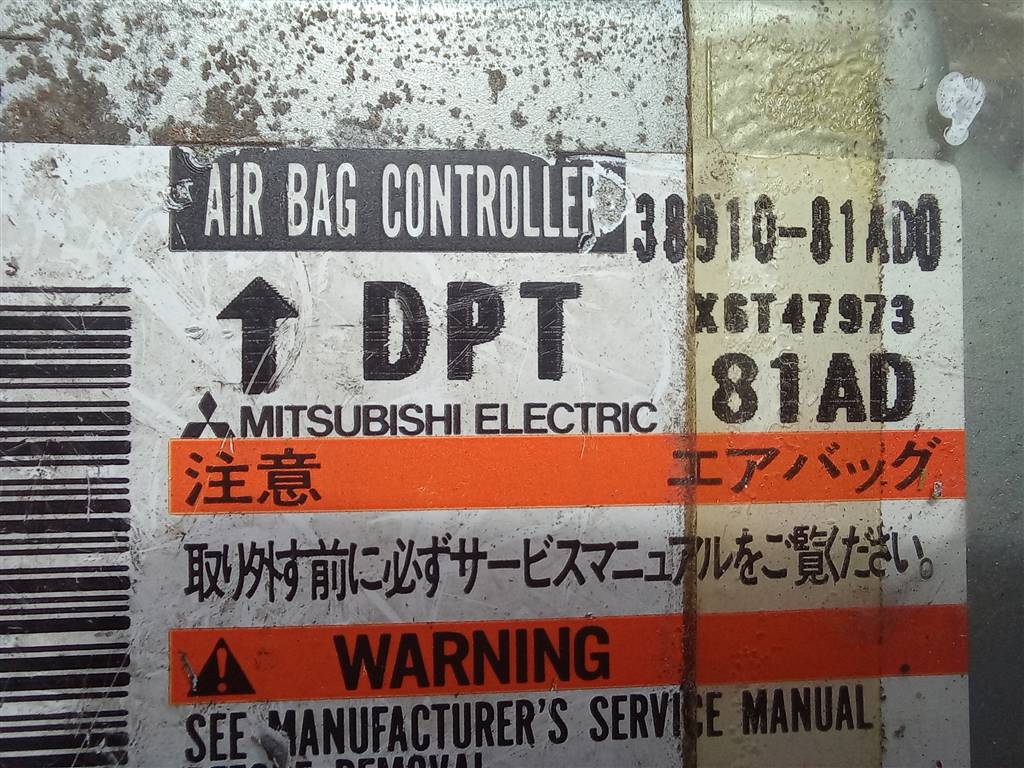 AIR BAG CONTROLLER 38910-81AD0
DPT X6T47973
81AD
MITSUBISHI ELECTRIC
注意 エアバッグ
取り外す前に必ずサービスマニュアルをご覧ください。
WARNING
SEE MANUFACTURER'S SERVICE MANUAL
BEFORE REMOVAL